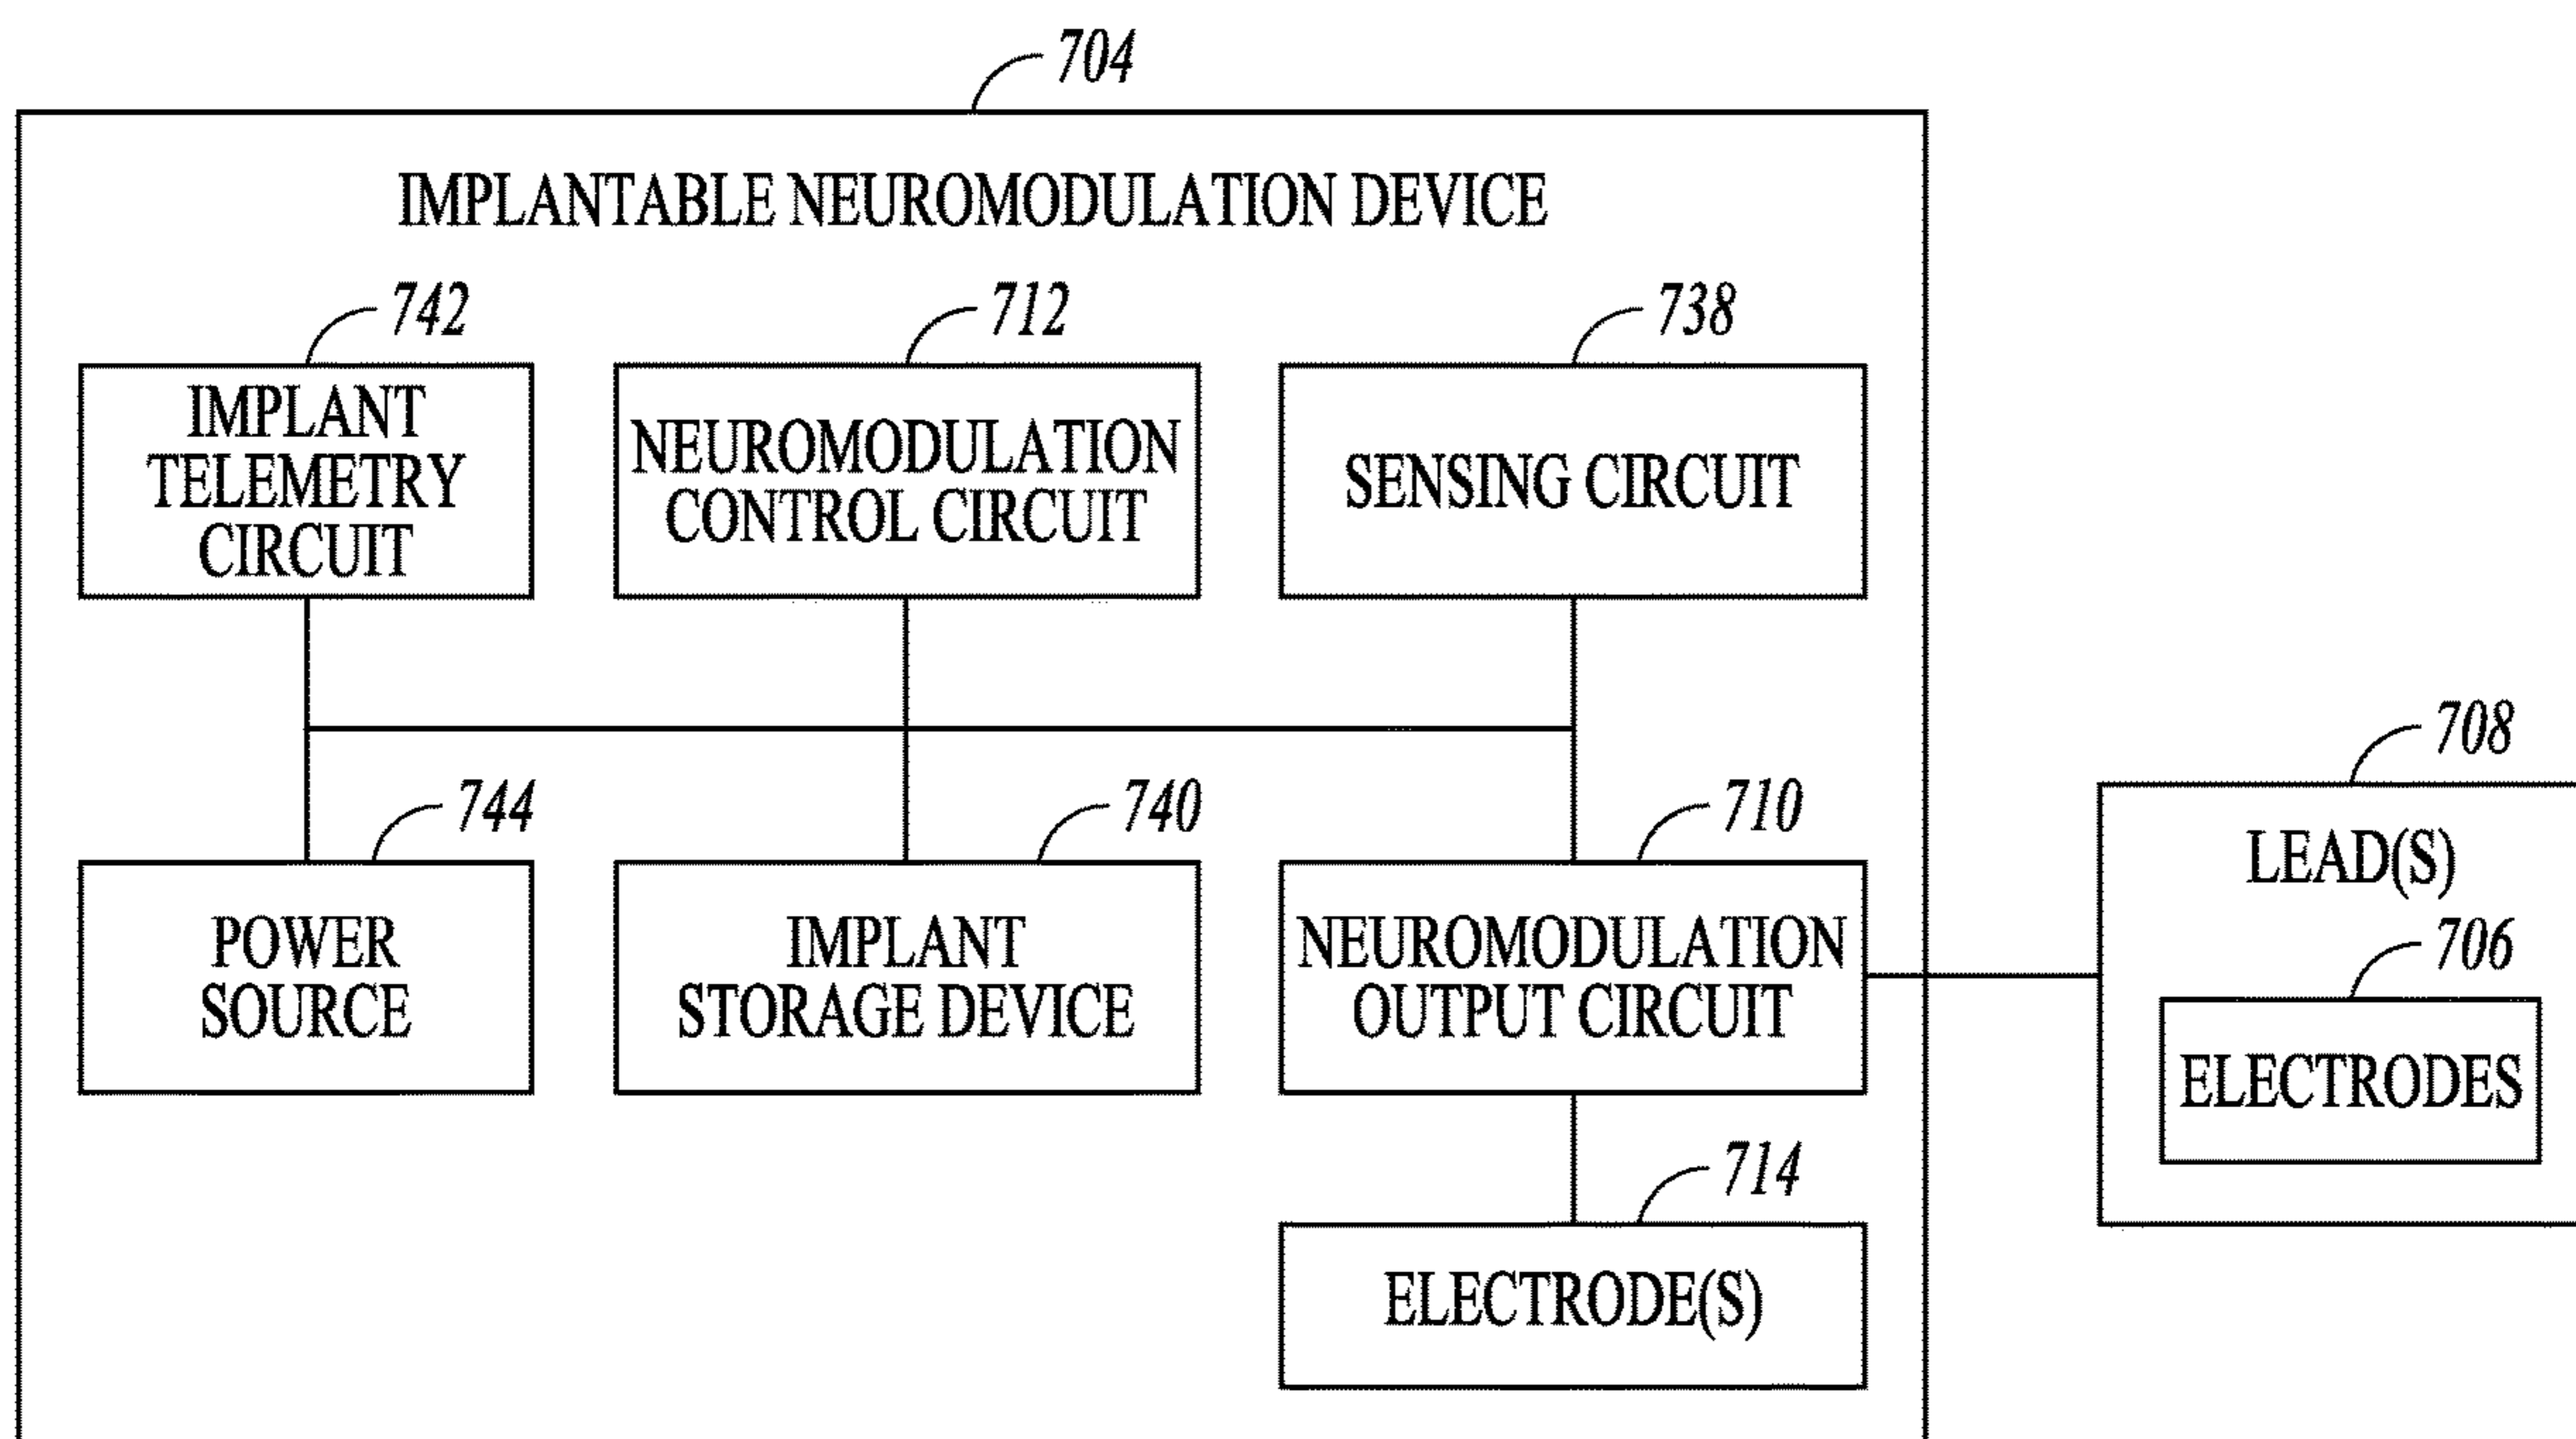 704
IMPLANTABLE NEUROMODULATION DEVICE
742
IMPLANT
TELEMETRY
CIRCUIT
712
NEUROMODULATION
CONTROL CIRCUIT
738
SENSING CIRCUIT
744
POWER
SOURCE
740
IMPLANT
STORAGE DEVICE
710
NEUROMODULATION
OUTPUT CIRCUIT
714
ELECTRODE(S)
708
LEAD(S)
706
ELECTRODES